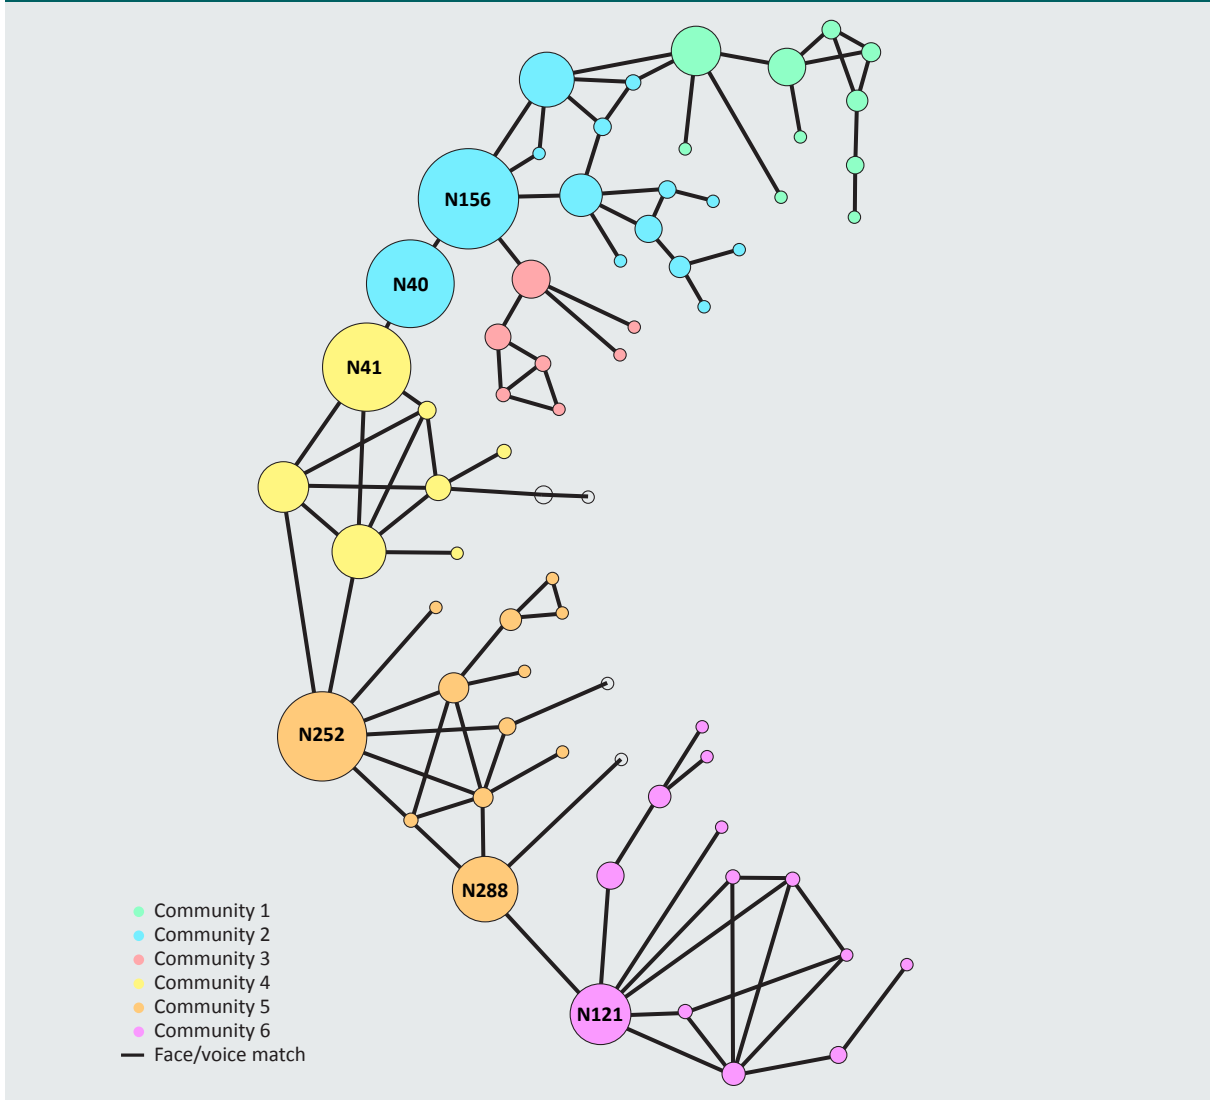 N156
N40
N41
N252
N288
N121
Community 1
Community 2
Community 3
Community 4
Community 5
Community 6
Face/voice match